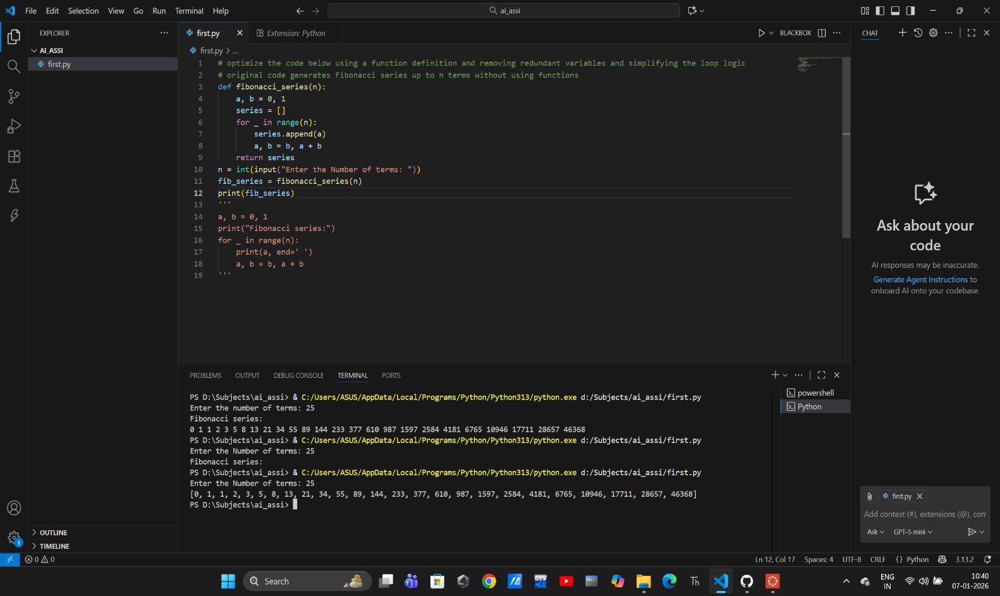 File Edit Selection View Go Run Terminal Help
ai_assi
EXPLORER
AI_ASSI
first.py
OUTLINE
TIMELINE
first.py
Extension: Python
BLACKBOX
first.py > ...
1 # optimize the code below using a function definition and removing redundant variables and simplifying the loop logic
2 # original code generates Fibonacci series up to n terms without using functions
3 def fibonacci_series(n):
4     a, b = 0, 1
5     series = []
6     for _ in range(n):
7         series.append(a)
8         a, b = b, a + b
9     return series
10 n = int(input("Enter the Number of terms: "))
11 fib_series = fibonacci_series(n)
12 print(fib_series)
13 '''
14 a, b = 0, 1
15 print("Fibonacci series:")
16 for _ in range(n):
17     print(a, end=' ')
18     a, b = b, a + b
19 '''
PROBLEMS OUTPUT DEBUG CONSOLE TERMINAL PORTS
PS D:\Subjects\ai_assi> & C:/Users/ASUS/AppData/Local/Programs/Python/Python313/python.exe d:/Subjects/ai_assi/first.py
Enter the number of terms: 25
Fibonacci series:
0 1 1 2 3 5 8 13 21 34 55 89 144 233 377 610 987 1597 2584 4181 6765 10946 17711 28657 46368
PS D:\Subjects\ai_assi> & C:/Users/ASUS/AppData/Local/Programs/Python/Python313/python.exe d:/Subjects/ai_assi/first.py
Enter the Number of terms: 25
Fibonacci series:
PS D:\Subjects\ai_assi> & C:/Users/ASUS/AppData/Local/Programs/Python/Python313/python.exe d:/Subjects/ai_assi/first.py
Enter the Number of terms: 25
[0, 1, 1, 2, 3, 5, 8, 13, 21, 34, 55, 89, 144, 233, 377, 610, 987, 1597, 2584, 4181, 6765, 10946, 17711, 28657, 46368]
PS D:\Subjects\ai_assi>
powershell
Python
CHAT
Ask about your
code
AI responses may be inaccurate.
Generate Agent Instructions to
onboard AI onto your codebase.
first.py
Add context (#), extensions (@), com
Ask GPT-5 mini
1
0 0
Ln 12, Col 17 Spaces: 4 UTF-8 CRLF {} Python 3.13.2
Search
DEV
Th
ENG
IN
10:40
07-01-2026